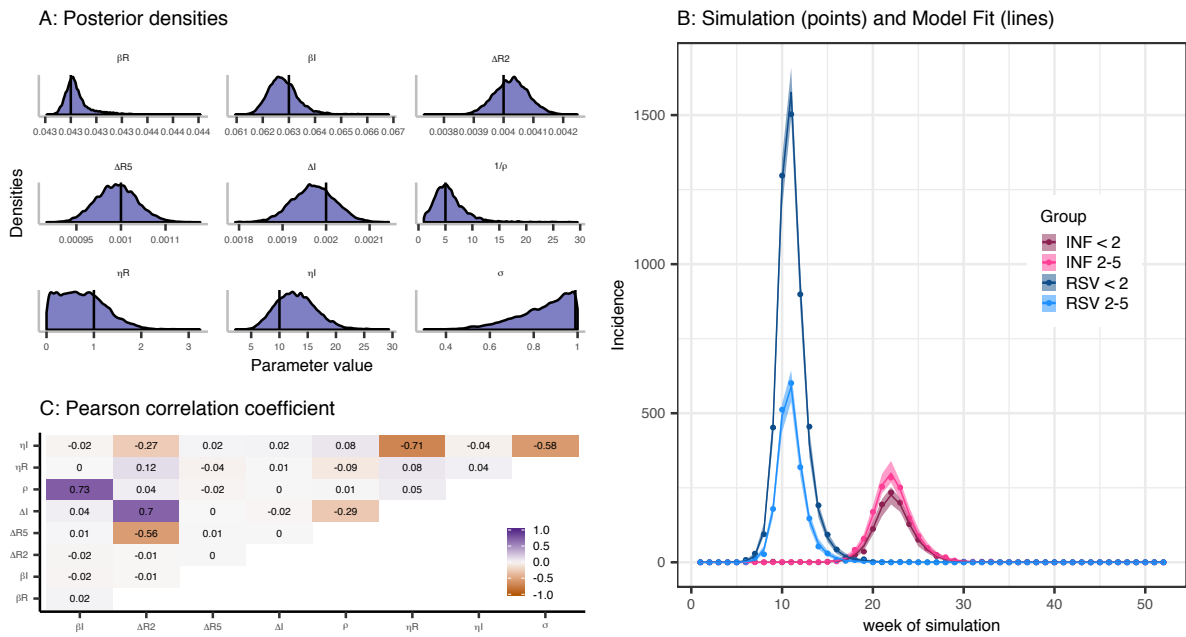 A: Posterior densities
βR
βI
ΔR2
0.043 0.043 0.043 0.043 0.043 0.044 0.044
0.061 0.062 0.063 0.064 0.065 0.066 0.067
0.0038 0.0039 0.004 0.0041 0.0042
ΔR5
ΔI
1/ρ
0.00095 0.001 0.0011
0.0018 0.0019 0.002 0.0021
0 5 10 15 20 25 30
ηR
ηI
σ
0 1 2 3
5 10 15 20 25 30
0.4 0.6 0.8 1
Densities
Parameter value
C: Pearson correlation coefficient
ηI -0.02 -0.27 0.02 0.02 0.08 -0.71 -0.04 -0.58
ηR 0 0.12 -0.04 0.01 -0.09 0.08 0.04
ρ 0.73 0.04 -0.02 0 0.01 0.05
ΔI 0.04 0.7 0 -0.02 -0.29
ΔR5 0.01 -0.56 0.01 0
ΔR2 -0.02 -0.01 0
βI -0.02 -0.01
βR 0.02
βI ΔR2 ΔR5 ΔI ρ ηR ηI σ
1.0
0.5
0.0
-0.5
-1.0
B: Simulation (points) and Model Fit (lines)
1500
1000
500
0
Incidence
0 10 20 30 40 50
week of simulation
Group
INF < 2
INF 2-5
RSV < 2
RSV 2-5